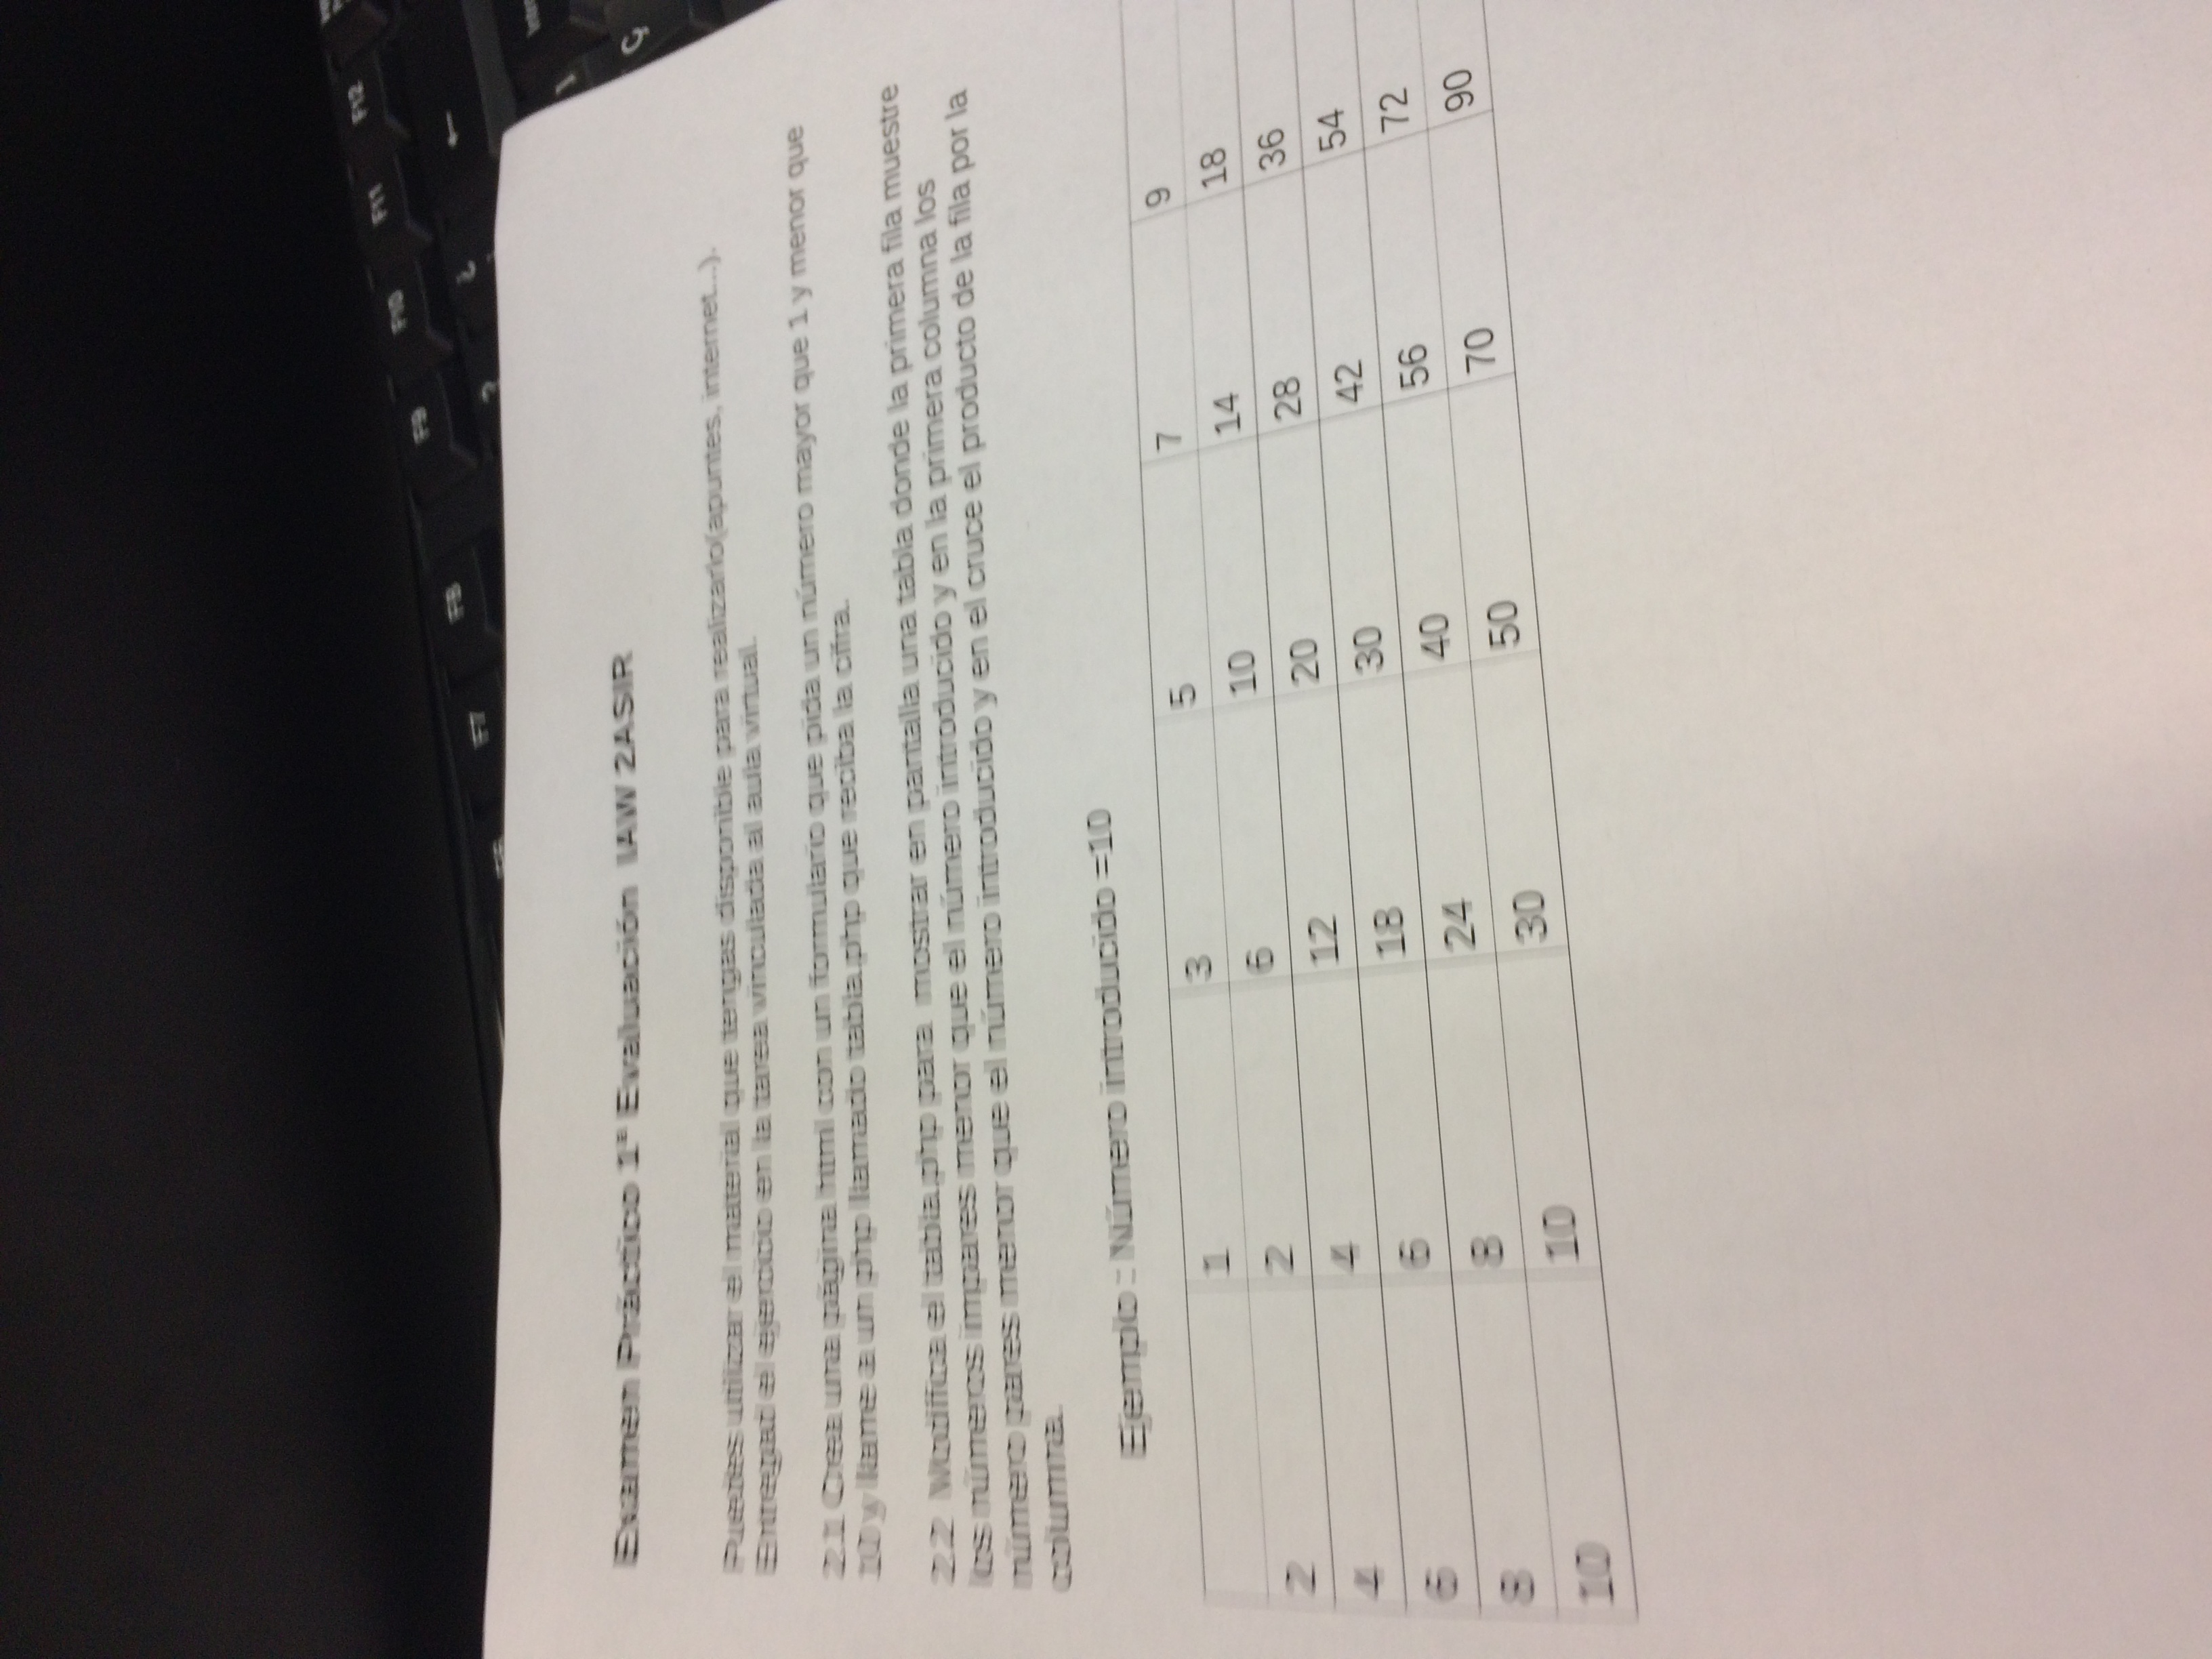 F7 F8 F9 F10 F11 F12
?
¿
←
Ç
Examen Práctico 1ª Evaluación IAW 2ASIR
Puedes utilizar el material que tengas disponible para realizarlo(apuntes, internet...).
Entregad el ejercicio en la tarea vinculada al aula virtual.
2.1 Crea una página html con un formulario que pida un número mayor que 1 y menor que
10 y llame a un php llamado tabla.php que reciba la cifra.
2.2 Modifica el tabla.php para mostrar en pantalla una tabla donde la primera fila muestre
los números impares menor que el número introducido y en la primera columna los
número pares menor que el número introducido y en el cruce el producto de la fila por la
columna.
Ejemplo : Número introducido =10
1 3 5 7 9
2 2 6 10 14 18
4 4 12 20 28 36
6 6 18 30 42 54
8 8 24 40 56 72
10 10 30 50 70 90